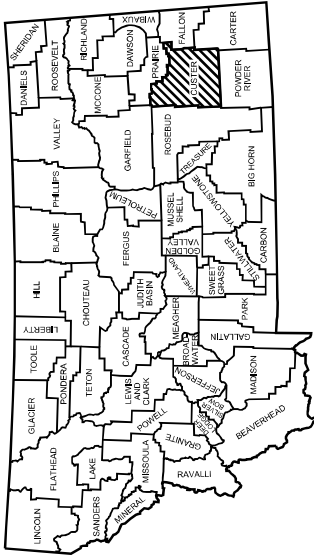 SHERIDAN
DANIELS
ROOSEVELT
RICHLAND
WIBAUX
DAWSON
MCCONE
PRAIRIE
FALLON
CARTER
CUSTER
POWDER
RIVER
VALLEY
GARFIELD
ROSEBUD
TREASURE
BIG HORN
PHILLIPS
PETROLEUM
MUSSEL
SHELL
YELLOWSTONE
BLAINE
FERGUS
GOLDEN
VALLEY
STILLWATER
CARBON
HILL
CHOUTEAU
JUDITH
BASIN
WHEATLAND
SWEET
GRASS
PARK
LIBERTY
TOOLE
PONDERA
TETON
CASCADE
MEAGHER
BROAD
WATER
GALLATIN
GLACIER
LEWIS
AND
CLARK
JEFFERSON
MADISON
FLATHEAD
LAKE
POWELL
GRANITE
DEER
LODGE
SILVER
BOW
BEAVERHEAD
LINCOLN
SANDERS
MINERAL
MISSOULA
RAVALLI